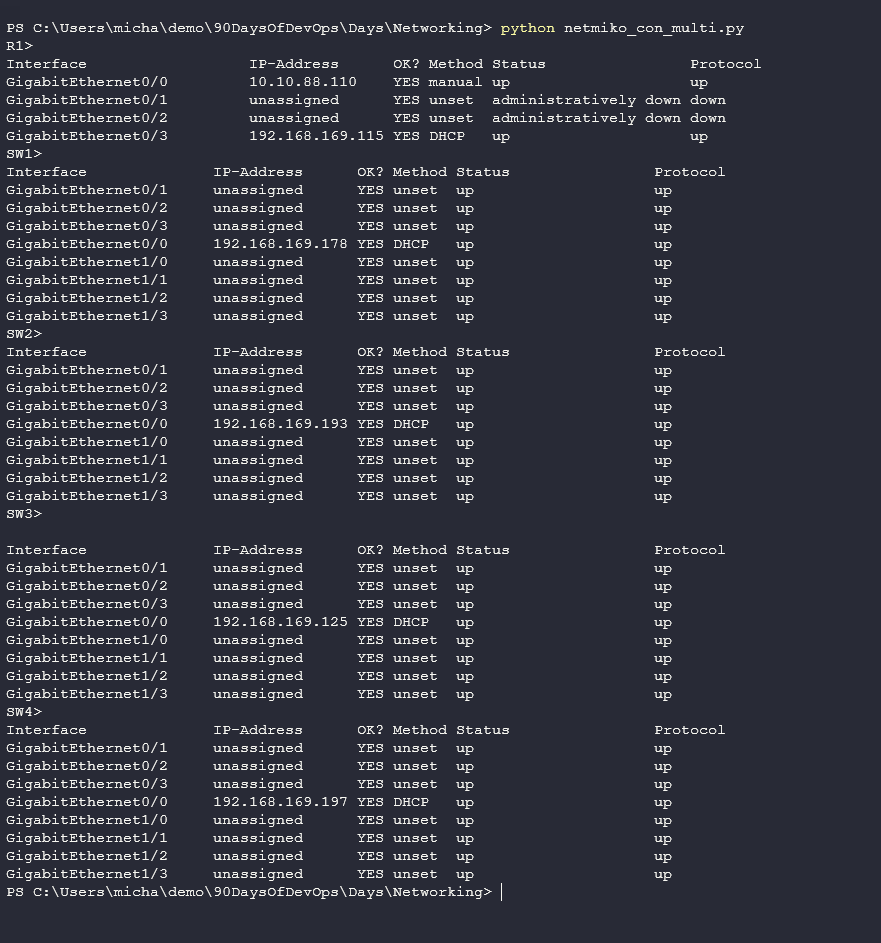 PS C:\Users\micha\demo\90DaysOfDevOps\Days\Networking> python netmiko_con_multi.py
R1>
Interface                  IP-Address      OK? Method Status                Protocol
GigabitEthernet0/0         10.10.88.110    YES manual up                    up
GigabitEthernet0/1         unassigned      YES unset  administratively down down
GigabitEthernet0/2         unassigned      YES unset  administratively down down
GigabitEthernet0/3         192.168.169.115 YES DHCP   up                    up
SW1>
Interface              IP-Address      OK? Method Status                Protocol
GigabitEthernet0/1     unassigned      YES unset  up                    up
GigabitEthernet0/2     unassigned      YES unset  up                    up
GigabitEthernet0/3     unassigned      YES unset  up                    up
GigabitEthernet0/0     192.168.169.178 YES DHCP   up                    up
GigabitEthernet1/0     unassigned      YES unset  up                    up
GigabitEthernet1/1     unassigned      YES unset  up                    up
GigabitEthernet1/2     unassigned      YES unset  up                    up
GigabitEthernet1/3     unassigned      YES unset  up                    up
SW2>
Interface              IP-Address      OK? Method Status                Protocol
GigabitEthernet0/1     unassigned      YES unset  up                    up
GigabitEthernet0/2     unassigned      YES unset  up                    up
GigabitEthernet0/3     unassigned      YES unset  up                    up
GigabitEthernet0/0     192.168.169.193 YES DHCP   up                    up
GigabitEthernet1/0     unassigned      YES unset  up                    up
GigabitEthernet1/1     unassigned      YES unset  up                    up
GigabitEthernet1/2     unassigned      YES unset  up                    up
GigabitEthernet1/3     unassigned      YES unset  up                    up
SW3>

Interface              IP-Address      OK? Method Status                Protocol
GigabitEthernet0/1     unassigned      YES unset  up                    up
GigabitEthernet0/2     unassigned      YES unset  up                    up
GigabitEthernet0/3     unassigned      YES unset  up                    up
GigabitEthernet0/0     192.168.169.125 YES DHCP   up                    up
GigabitEthernet1/0     unassigned      YES unset  up                    up
GigabitEthernet1/1     unassigned      YES unset  up                    up
GigabitEthernet1/2     unassigned      YES unset  up                    up
GigabitEthernet1/3     unassigned      YES unset  up                    up
SW4>
Interface              IP-Address      OK? Method Status                Protocol
GigabitEthernet0/1     unassigned      YES unset  up                    up
GigabitEthernet0/2     unassigned      YES unset  up                    up
GigabitEthernet0/3     unassigned      YES unset  up                    up
GigabitEthernet0/0     192.168.169.197 YES DHCP   up                    up
GigabitEthernet1/0     unassigned      YES unset  up                    up
GigabitEthernet1/1     unassigned      YES unset  up                    up
GigabitEthernet1/2     unassigned      YES unset  up                    up
GigabitEthernet1/3     unassigned      YES unset  up                    up
PS C:\Users\micha\demo\90DaysOfDevOps\Days\Networking>